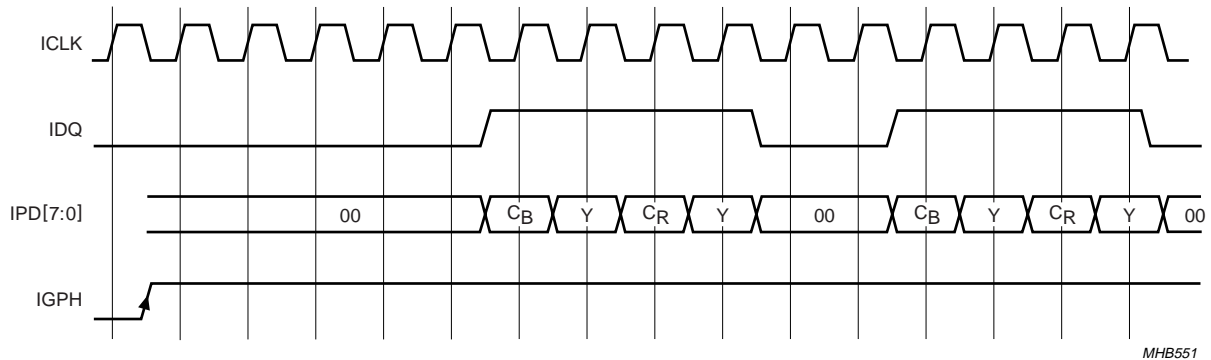 ICLK
IDQ
IPD[7:0] 00 CB Y CR Y 00 CB Y CR Y 00
IGPH
MHB551